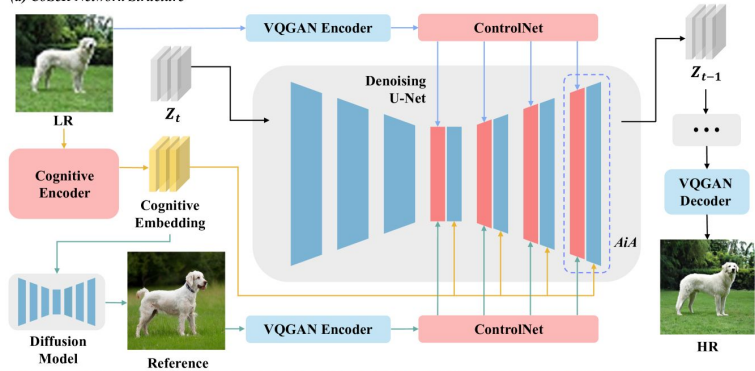 (a) CoSeR Network Structure
VQGAN Encoder
ControlNet
LR
Z_t
Denoising
U-Net
Z_{t-1}
...
Cognitive
Encoder
Cognitive
Embedding
VQGAN
Decoder
AiA
Diffusion
Model
Reference
VQGAN Encoder
ControlNet
HR